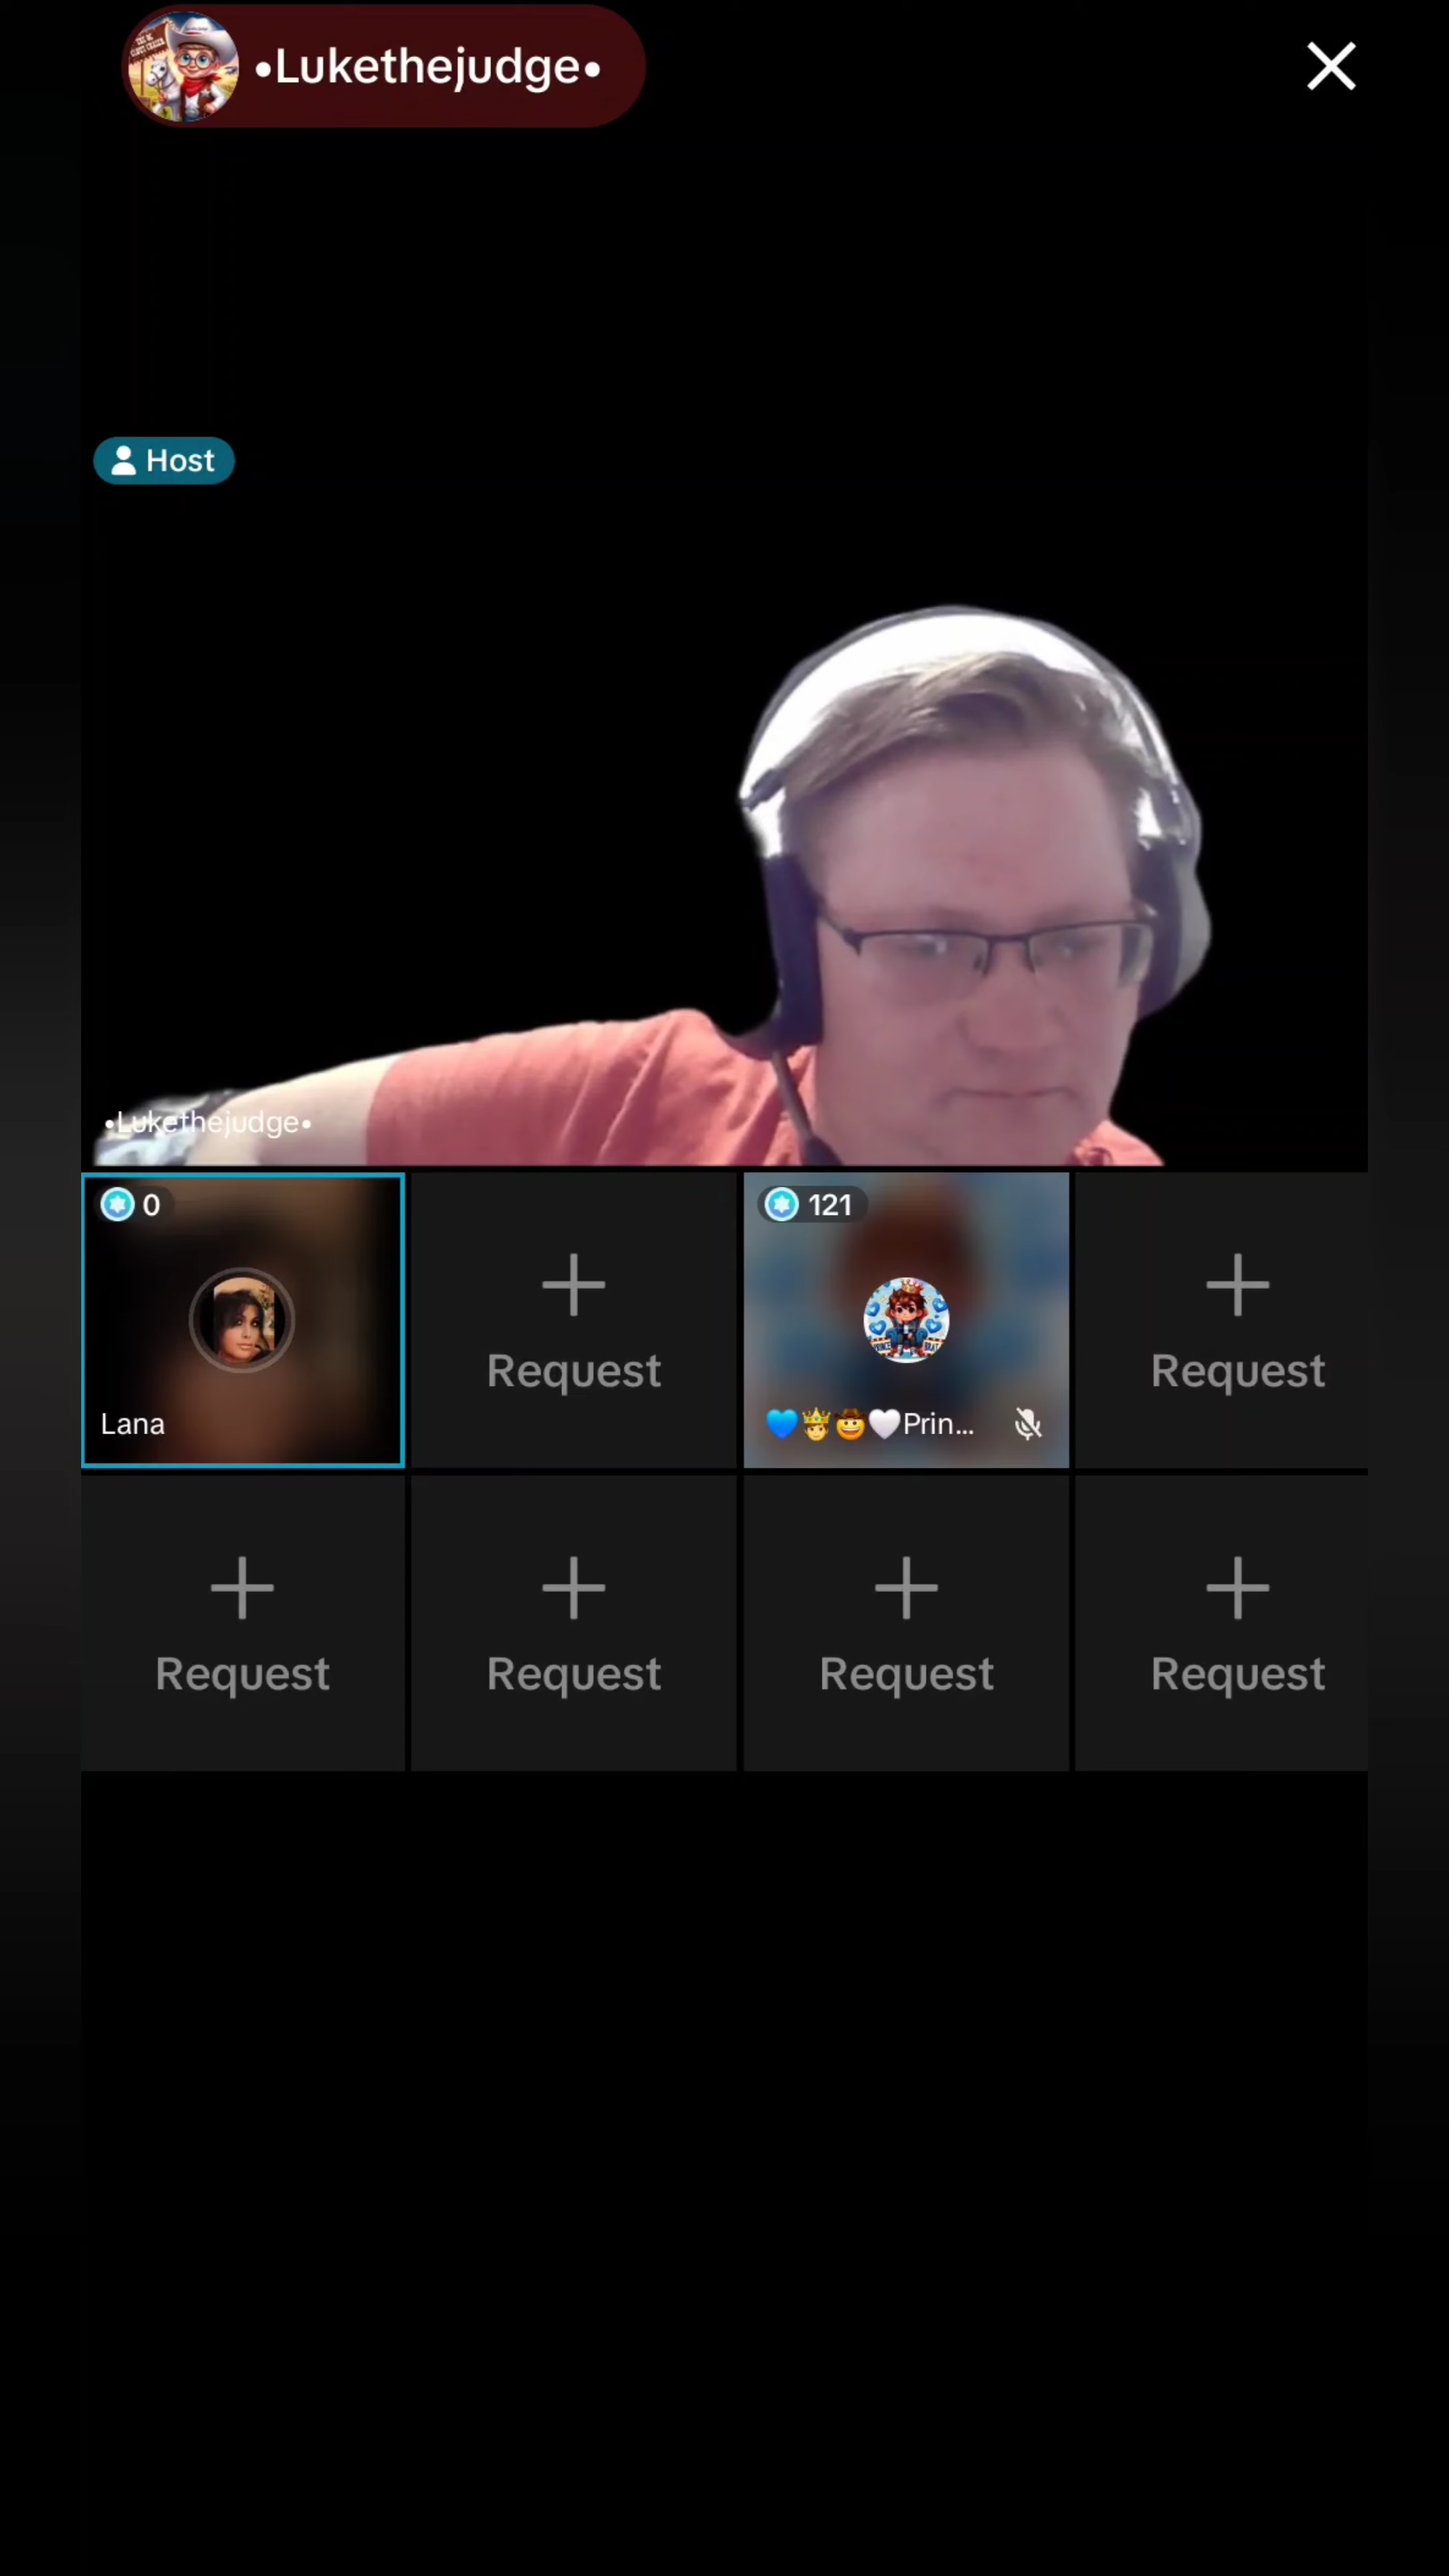 •Lukethejudge•
Host
•Lukethejudge•
0
121
Request
Request
Lana
💙🤴🤠🤍Prin...
Request
Request
Request
Request